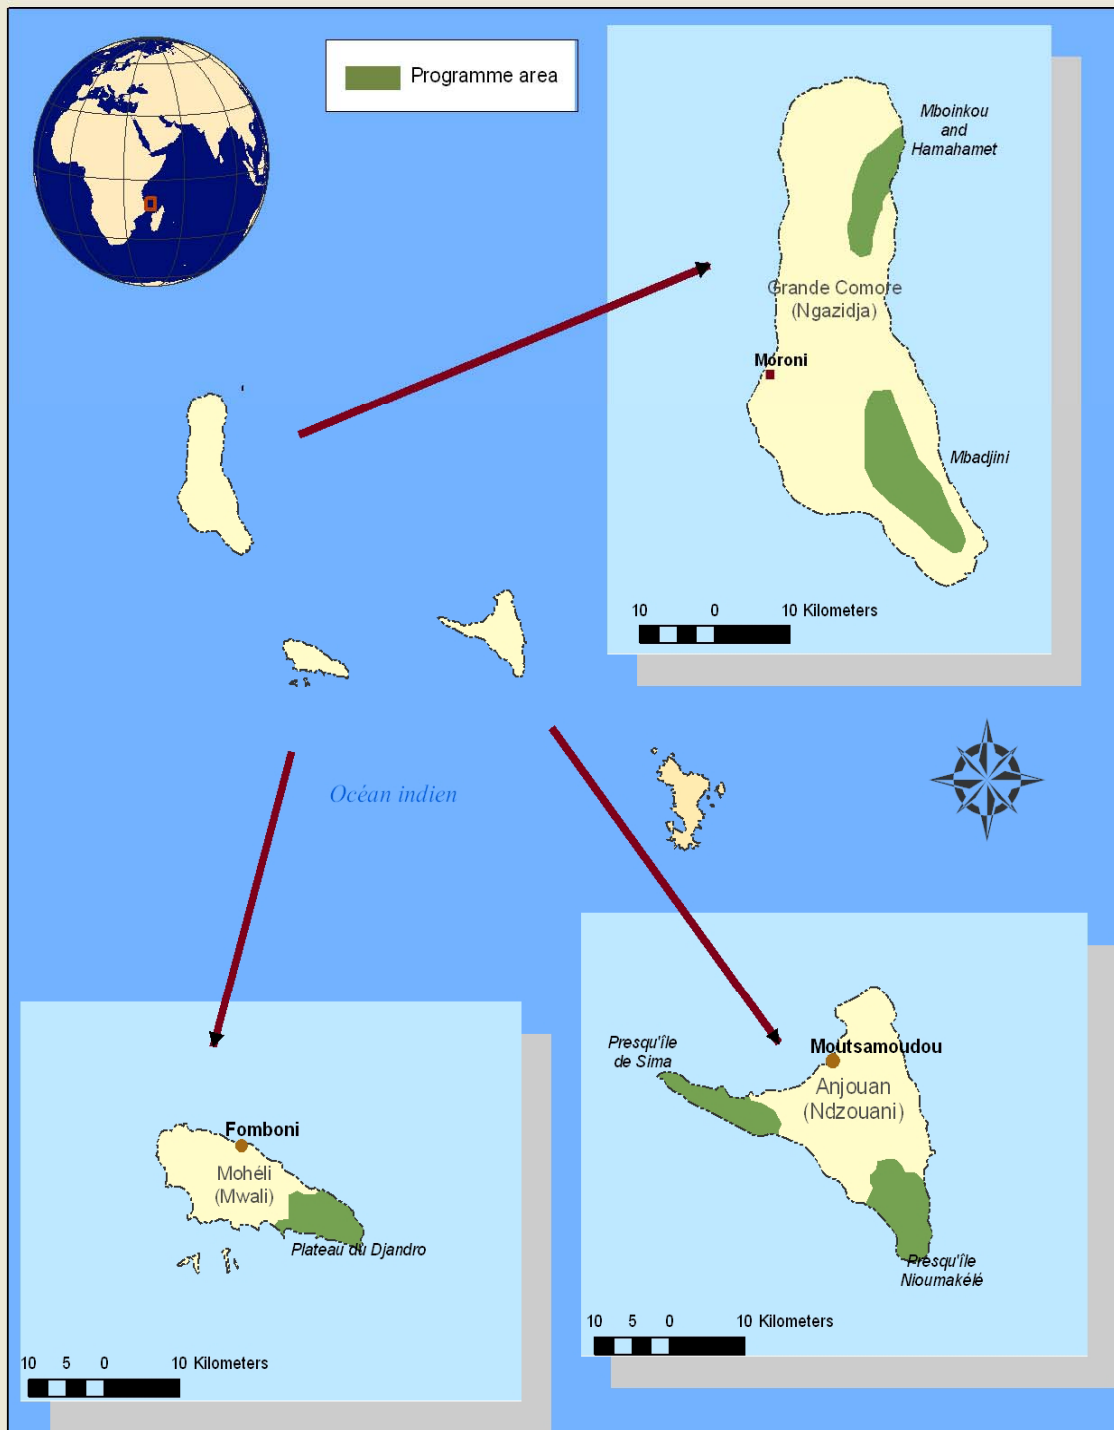 Programme area
Mboinkou
and
Hamahamet
Grande Comore
(Ngazidja)
Moroni
Mbadjini
10 0 10 Kilometers
Océan indien
Presqu'île
de Sima
Moutsamoudou
Anjouan
(Ndzouani)
Presqu'île
Nioumakélé
10 5 0 10 Kilometers
Fomboni
Mohéli
(Mwali)
Plateau du Djandro
10 5 0 10 Kilometers